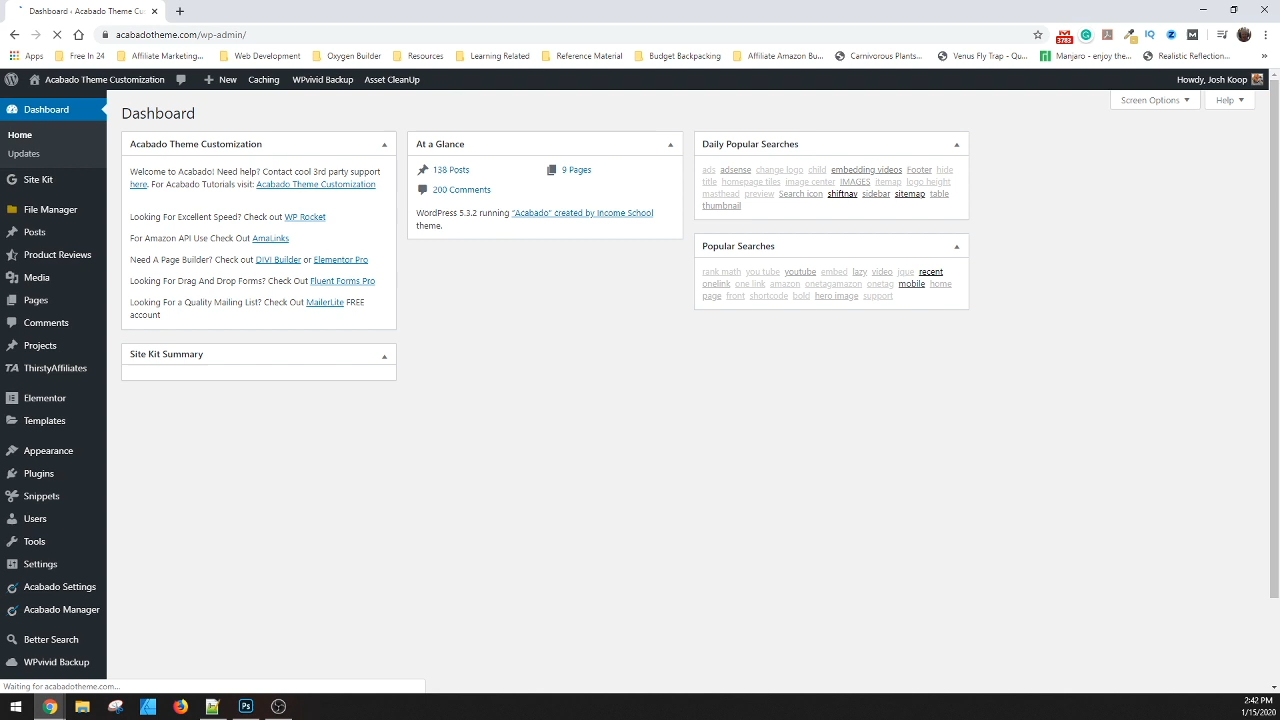 Dashboard ‹ Acabado Theme Cu
acabadotheme.com/wp-admin/
3783
Apps Free In 24 Affiliate Marketing... Web Development Oxygen Builder Resources Learning Related Reference Material Budget Backpacking Affiliate Amazon Bu... Carnivorous Plants... Venus Fly Trap - Qu... Manjaro - enjoy the... Realistic Reflection...
Acabado Theme Customization New Caching WPvivid Backup Asset CleanUp Howdy, Josh Koop
Screen Options Help
Dashboard
Home
Updates
Site Kit
File Manager
Posts
Product Reviews
Media
Pages
Comments
Projects
ThirstyAffiliates
Elementor
Templates
Appearance
Plugins
Snippets
Users
Tools
Settings
Acabado Settings
Acabado Manager
Better Search
WPvivid Backup
Dashboard
Acabado Theme Customization
Welcome to Acabado! Need help? Contact cool 3rd party support
here. For Acabado Tutorials visit: Acabado Theme Customization
Looking For Excellent Speed? Check out WP Rocket
For Amazon API Use Check Out AmaLinks
Need A Page Builder? Check out DIVI Builder or Elementor Pro
Looking For Drag And Drop Forms? Check Out Fluent Forms Pro
Looking For a Quality Mailing List? Check Out MailerLite FREE
account
Site Kit Summary
At a Glance
138 Posts 9 Pages
200 Comments
WordPress 5.3.2 running "Acabado" created by Income School
theme.
Daily Popular Searches
ads adsense change logo child embedding videos Footer hide
title homepage tiles image center IMAGES itemap logo height
masthead preview Search icon shiftnav sidebar sitemap table
thumbnail
Popular Searches
rank math you tube youtube embed lazy video jque recent
onelink one link amazon onetagamazon onetag mobile home
page front shortcode bold hero image support
Waiting for acabadotheme.com...
2:42 PM
1/15/2020